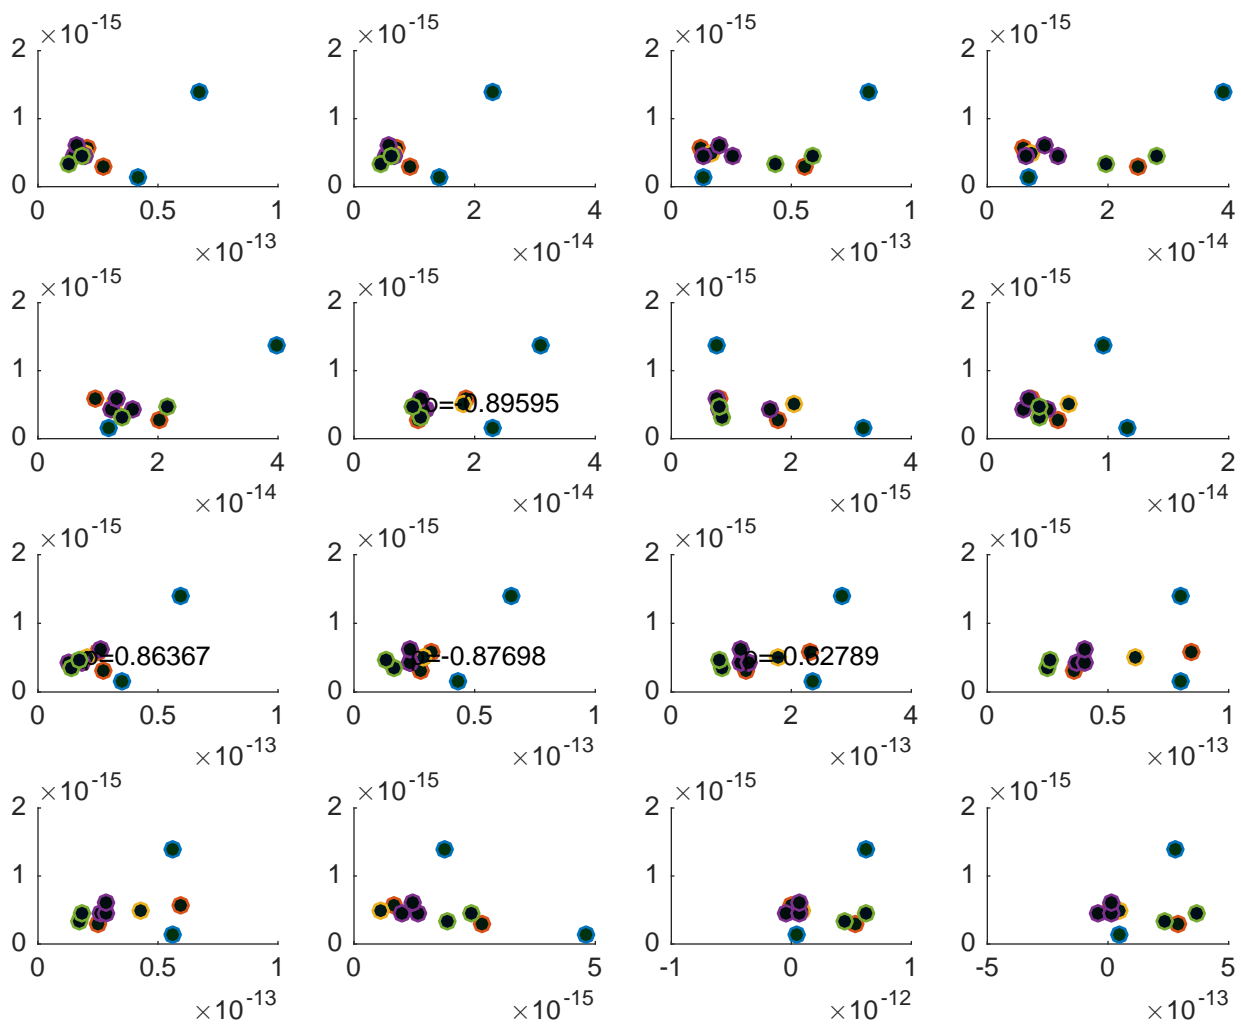 ×10-15 ×10-15 ×10-15 ×10-15
2 2 2 2
1 1 1 1
0 0 0 0
0 0.5 1 0 2 4 0 0.5 1 0 2 4
×10-13 ×10-14 ×10-13 ×10-14
×10-15 ×10-15 ×10-15 ×10-15
2 2 2 2
1 1 1 1
=-0.89595
0 0 0 0
0 2 4 0 2 4 0 2 4 0 1 2
×10-14 ×10-14 ×10-15 ×10-14
×10-15 ×10-15 ×10-15 ×10-15
2 2 2 2
1 1 1 1
=0.86367 =-0.87698 =-0.82789
0 0 0 0
0 0.5 1 0 0.5 1 0 2 4 0 0.5 1
×10-13 ×10-13 ×10-13 ×10-13
×10-15 ×10-15 ×10-15 ×10-15
2 2 2 2
1 1 1 1
0 0 0 0
0 0.5 1 0 5 -1 0 1 -5 0 5
×10-13 ×10-15 ×10-12 ×10-13